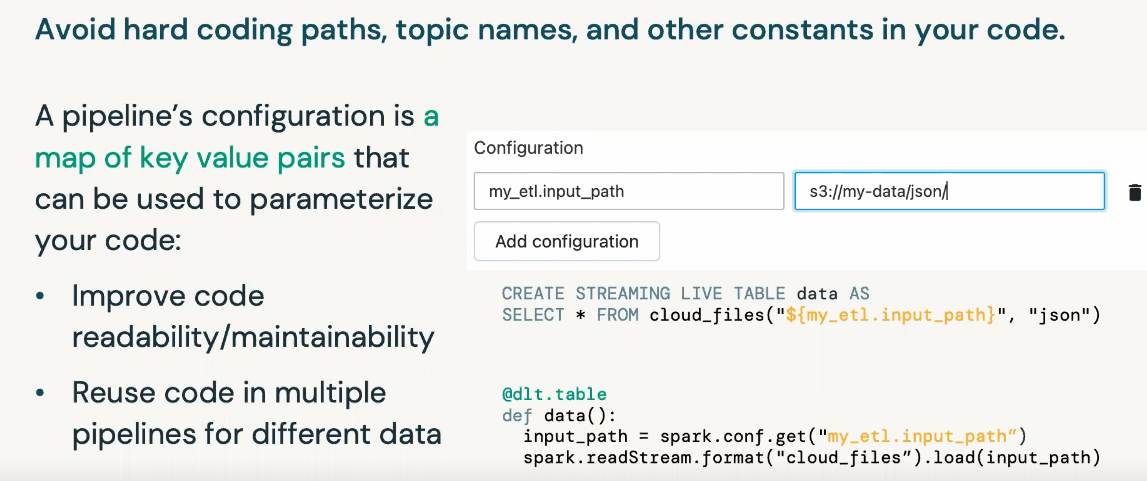 Avoid hard coding paths, topic names, and other constants in your code.
A pipeline's configuration is a
map of key value pairs that
can be used to parameterize
your code:
• Improve code
readability/maintainability
• Reuse code in multiple
pipelines for different data
Configuration
my_etl.input_path
s3://my-data/json/
Add configuration
CREATE STREAMING LIVE TABLE data AS
SELECT * FROM cloud_files("${my_etl.input_path}", "json")
@dlt.table
def data():
input_path = spark.conf.get("my_etl.input_path”)
spark.readStream.format("cloud_files”).load(input_path)